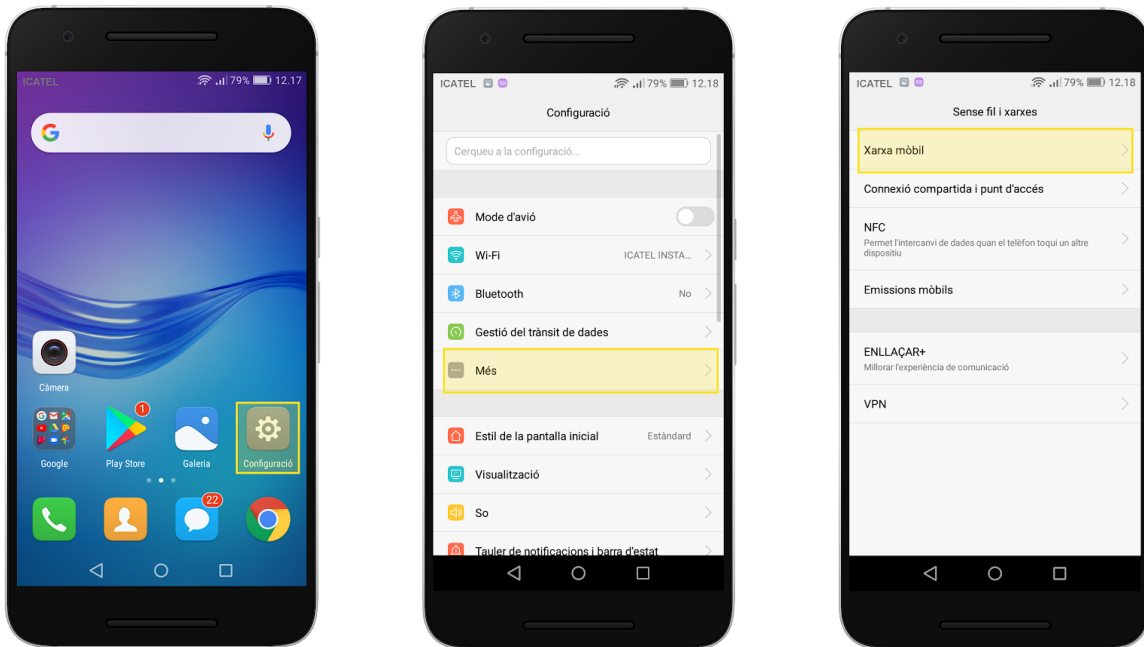 ICATEL 79% 12.17
Càmera
1
Google Play Store Galeria Configuració
22
ICATEL 79% 12.18
Configuració
Cerqueu a la configuració...
Mode d'avió
Wi-Fi ICATEL INSTA...
Bluetooth No
Gestió del trànsit de dades
Més
Estil de la pantalla inicial Estàndard
Visualització
So
Tauler de notificacions i barra d'estat
ICATEL 79% 12.18
Sense fil i xarxes
Xarxa mòbil
Connexió compartida i punt d'accés
NFC
Permet l'intercanvi de dades quan el telèfon toqui un altre
dispositiu
Emissions mòbils
ENLLAÇAR+
Millorar l'experiència de comunicació
VPN